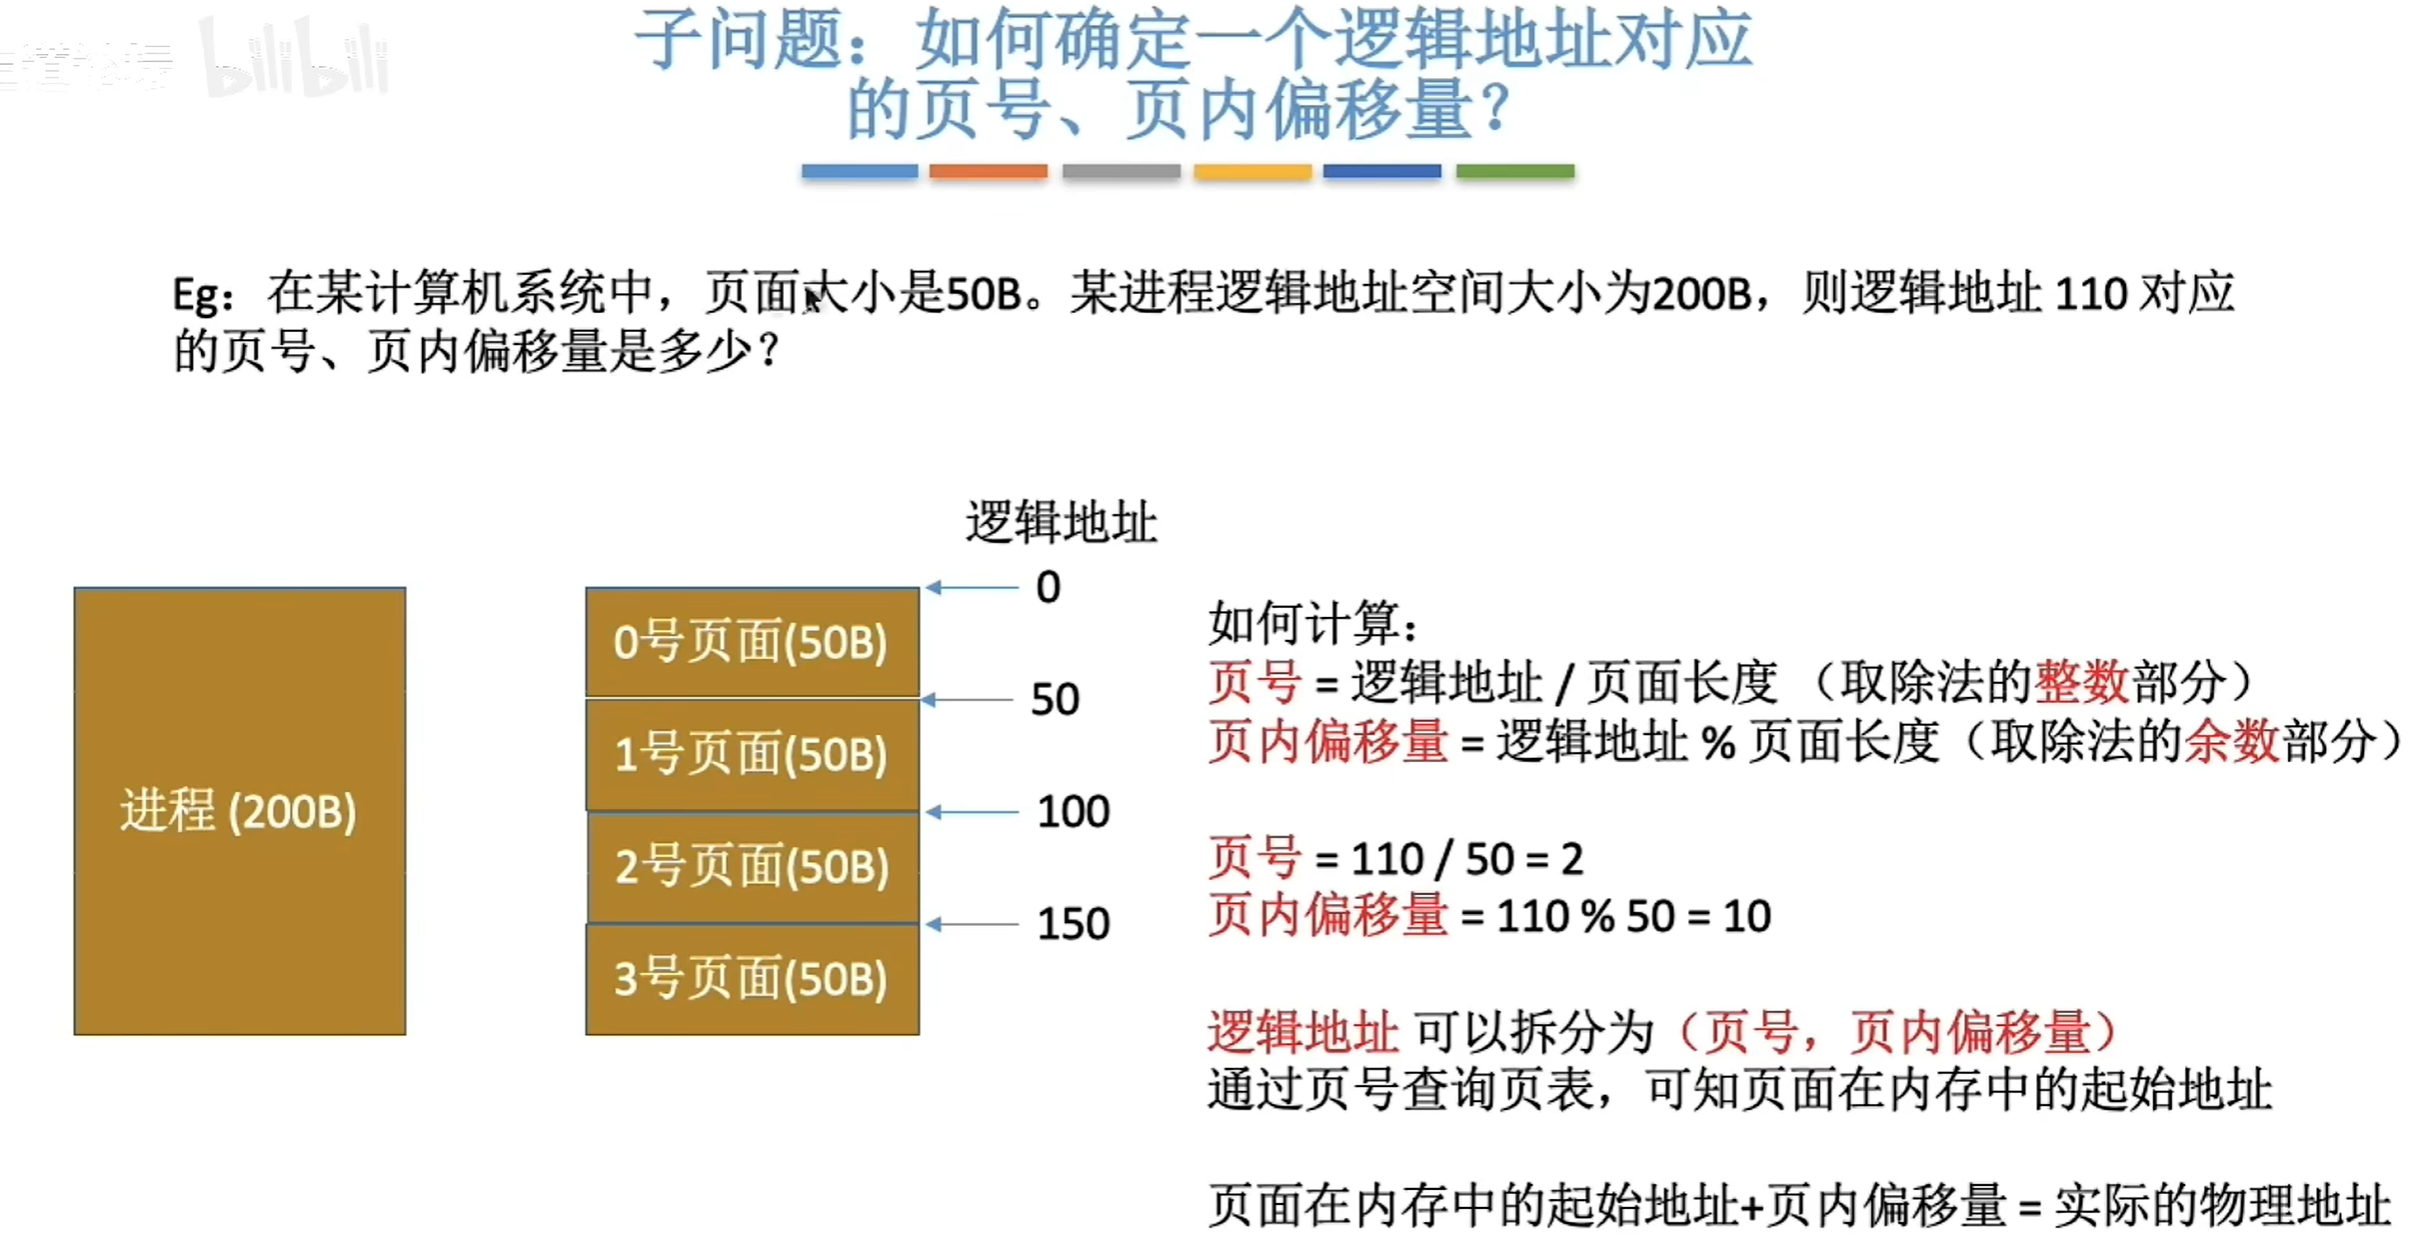 bilibili
子问题：如何确定一个逻辑地址对应
的页号、页内偏移量？
Eg：在某计算机系统中，页面大小是50B。某进程逻辑地址空间大小为200B，则逻辑地址 110 对应
的页号、页内偏移量是多少？
逻辑地址
进程 (200B)
0号页面(50B)
1号页面(50B)
2号页面(50B)
3号页面(50B)
0
50
100
150
如何计算：
页号 = 逻辑地址 / 页面长度 （取除法的整数部分）
页内偏移量 = 逻辑地址 % 页面长度（取除法的余数部分）
页号 = 110 / 50 = 2
页内偏移量 = 110 % 50 = 10
逻辑地址 可以拆分为（页号，页内偏移量）
通过页号查询页表，可知页面在内存中的起始地址
页面在内存中的起始地址+页内偏移量 = 实际的物理地址